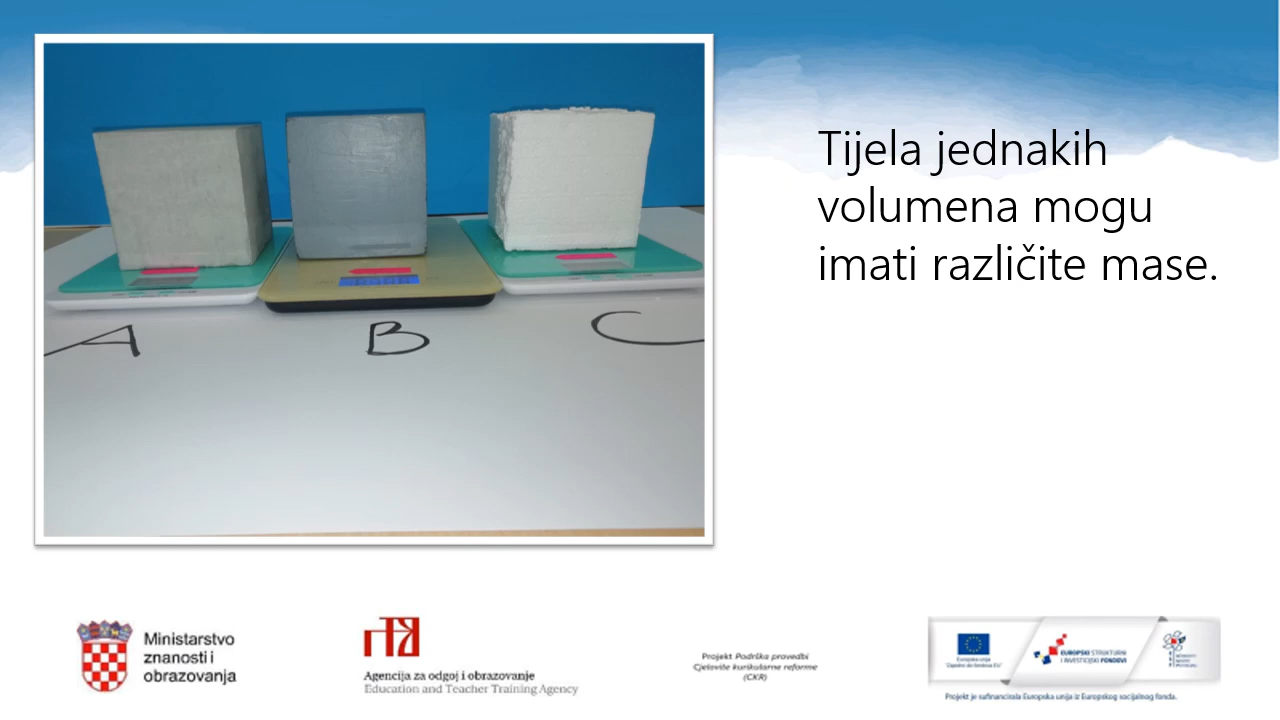 Tijela jednakih
volumena mogu
imati različite mase.
A B C
Ministarstvo
znanosti i
obrazovanja
Agencija za odgoj i obrazovanje
Education and Teacher Training Agency
Projekt Podrška provedbi
Cjelovite kurikularne reforme
(CKR)
Europska unija
EUROPSKI STRUKTURNI
I INVESTICIJSKI FONDOVI
Projekt je sufinancirala Europska unija iz Europskog socijalnog fonda.